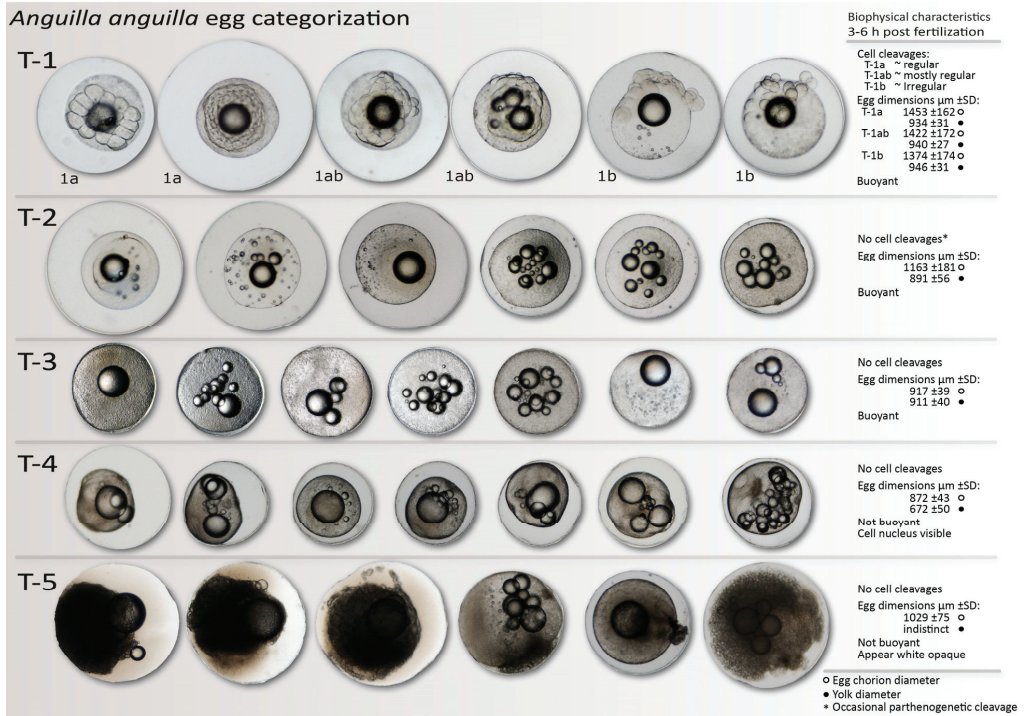 Anguilla anguilla egg categorization
Biophysical characteristics
3-6 h post fertilization
T-1
Cell cleavages:
T-1a ~ regular
T-1ab ~ mostly regular
T-1b ~ Irregular
Egg dimensions µm ±SD:
T-1a 1453 ±162 o
934 ±31 ●
T-1ab 1422 ±172 o
940 ±27 ●
T-1b 1374 ±174 o
946 ±31 ●
Buoyant
1a 1a 1ab 1ab 1b 1b
T-2
No cell cleavages*
Egg dimensions µm ±SD:
1163 ±181 o
891 ±56 ●
Buoyant
T-3
No cell cleavages
Egg dimensions µm ±SD:
917 ±39 o
911 ±40 ●
Buoyant
T-4
No cell cleavages
Egg dimensions µm ±SD:
872 ±43 o
672 ±50 ●
Not buoyant
Cell nucleus visible
T-5
No cell cleavages
Egg dimensions µm ±SD:
1029 ±75 o
indistinct ●
Not buoyant
Appear white opaque
o Egg chorion diameter
● Yolk diameter
* Occasional parthenogenetic cleavage